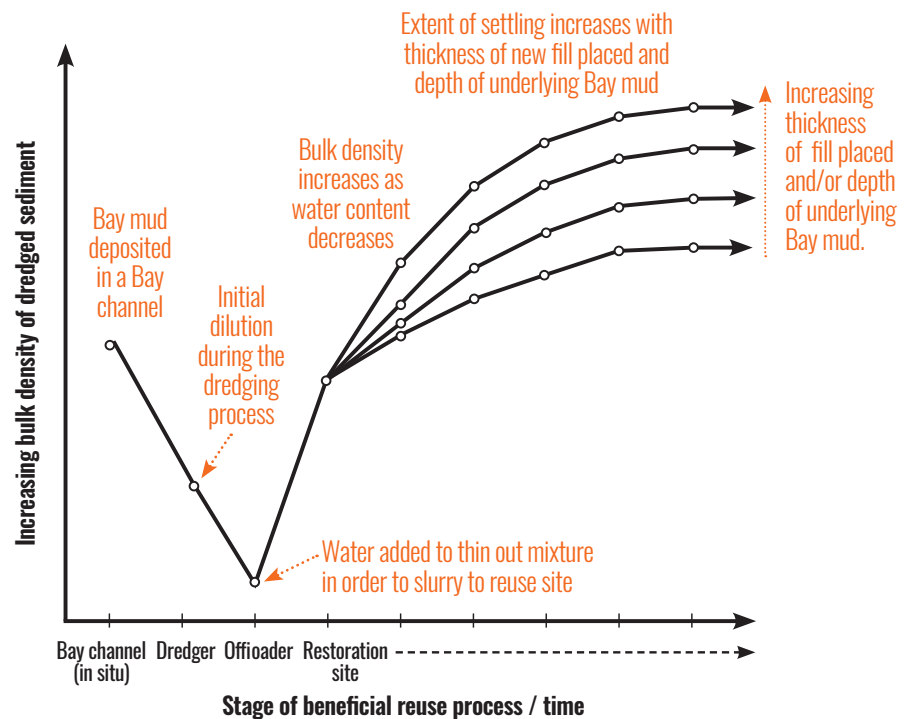 Extent of settling increases with
thickness of new fill placed and
depth of underlying Bay mud
Increasing
thickness
of fill placed
and/or depth
of underlying
Bay mud.
Bulk density
increases as
water content
decreases
Bay mud
deposited
in a Bay
channel
Initial
dilution
during the
dredging
process
Water added to thin out mixture
in order to slurry to reuse site
Increasing bulk density of dredged sediment
Bay channel
(in situ)
Dredger
Offioader
Restoration
site
Stage of beneficial reuse process / time